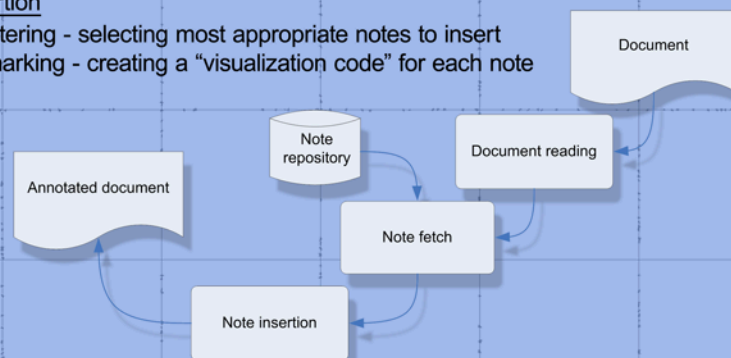 tering - selecting most appropriate notes to insert
arking - creating a “visualization code” for each note
Document
Note
repository
Document reading
Annotated document
Note fetch
Note insertion